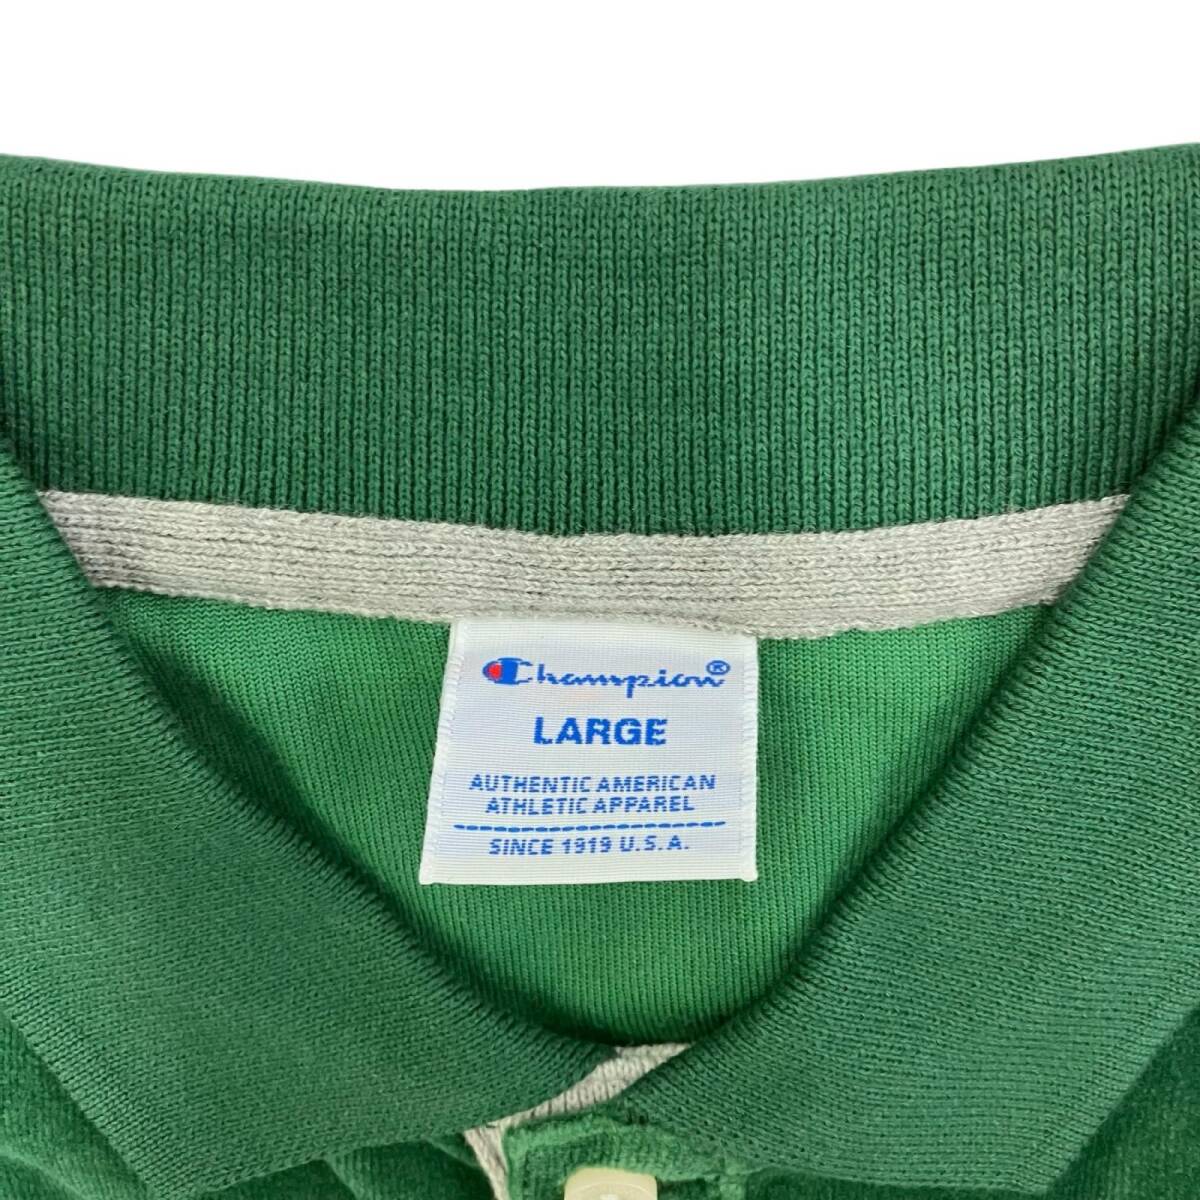 Champion®
LARGE
AUTHENTIC AMERICAN
ATHLETIC APPAREL
SINCE 1919 U.S.A.